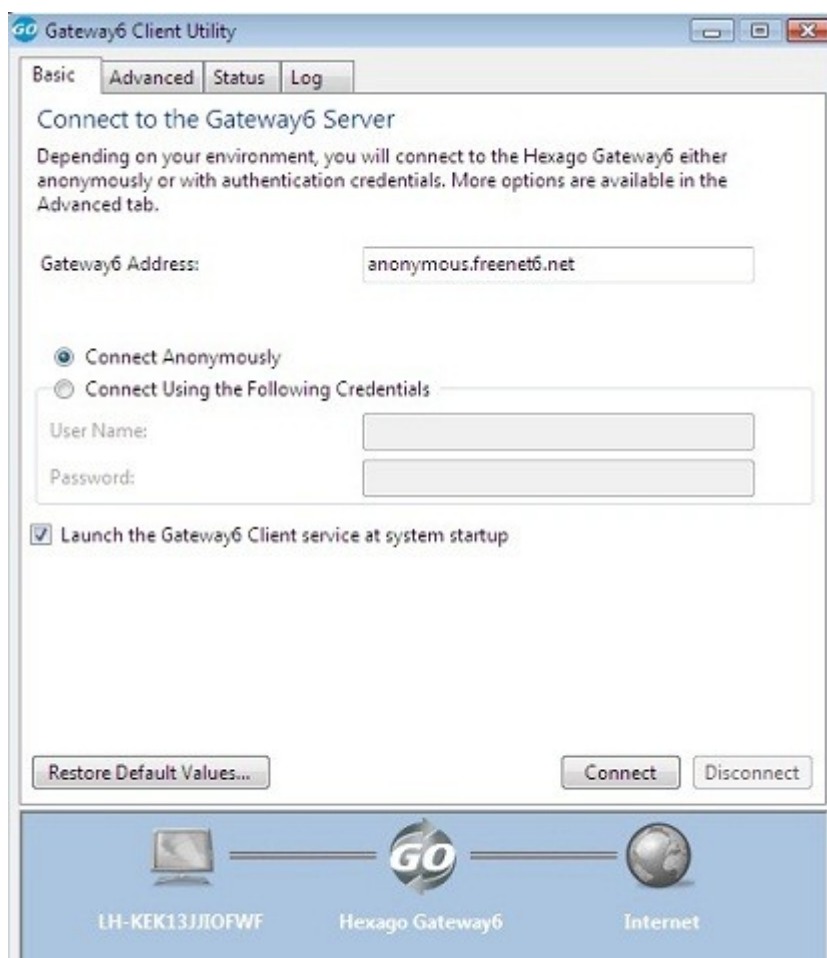 GO Gateway6 Client Utility
Basic Advanced Status Log
Connect to the Gateway6 Server
Depending on your environment, you will connect to the Hexago Gateway6 either
anonymously or with authentication credentials. More options are available in the
Advanced tab.
Gateway6 Address: anonymous.freenet6.net
Connect Anonymously
Connect Using the Following Credentials
User Name:
Password:
Launch the Gateway6 Client service at system startup
Restore Default Values... Connect Disconnect
GO
LH-KEK13JJIOFWF Hexago Gateway6 Internet